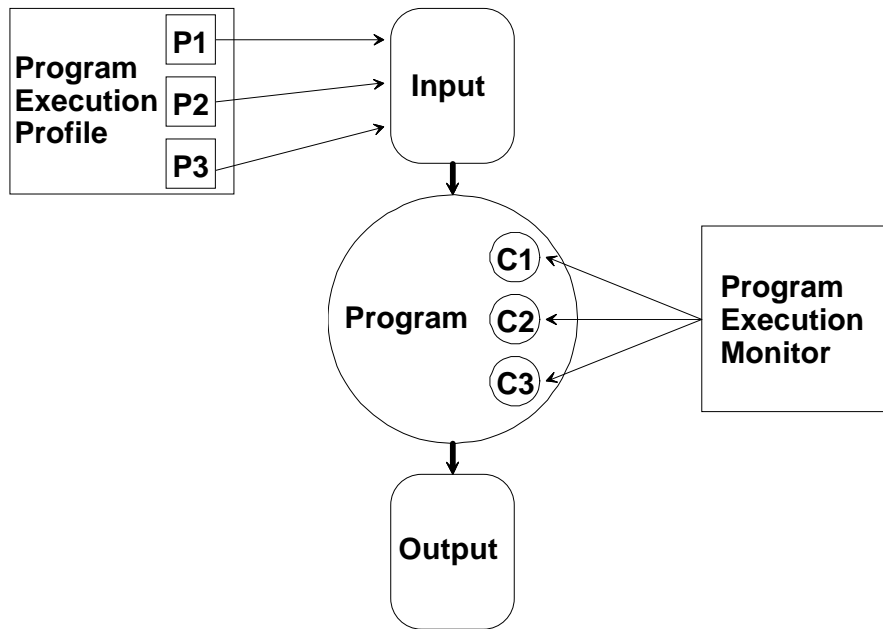 P1
Program
Execution
Profile
P2
P3
Input
C1
Program
C2
C3
Program
Execution
Monitor
Output